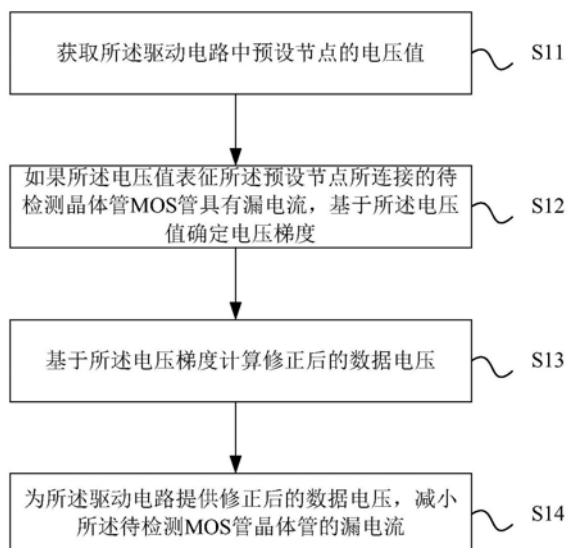 获取所述驱动电路中预设节点的电压值
S11
如果所述电压值表征所述预设节点所连接的待
检测晶体管MOS管具有漏电流，基于所述电压
值确定电压梯度
S12
基于所述电压梯度计算修正后的数据电压
S13
为所述驱动电路提供修正后的数据电压，减小
所述待检测MOS管晶体管的漏电流
S14